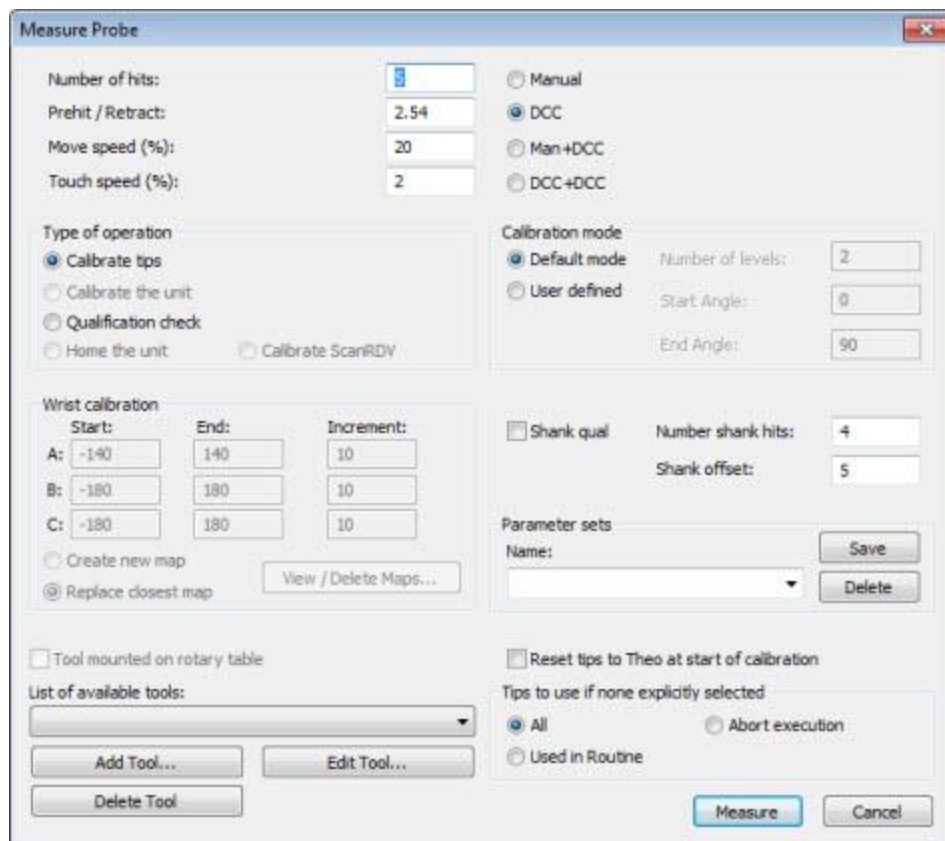 Measure Probe
Number of hits: 5
Manual
Prehit / Retract: 2.54
DCC
Move speed (%): 20
Man+DCC
Touch speed (%): 2
DCC+DCC
Type of operation
Calibrate tips
Calibrate the unit
Qualification check
Home the unit Calibrate ScanRDV
Calibration mode
Default mode Number of levels: 2
User defined Start Angle: 0
End Angle: 90
Wrist calibration
Start: End: Increment:
A: -140 140 10
B: -180 180 10
C: -180 180 10
Create new map
Replace closest map
View / Delete Maps...
Shank qual Number shank hits: 4
Shank offset: 5
Parameter sets
Name:
Save
Delete
Tool mounted on rotary table
List of available tools:
Add Tool... Edit Tool...
Delete Tool
Reset tips to Theo at start of calibration
Tips to use if none explicitly selected
All Abort execution
Used in Routine
Measure Cancel